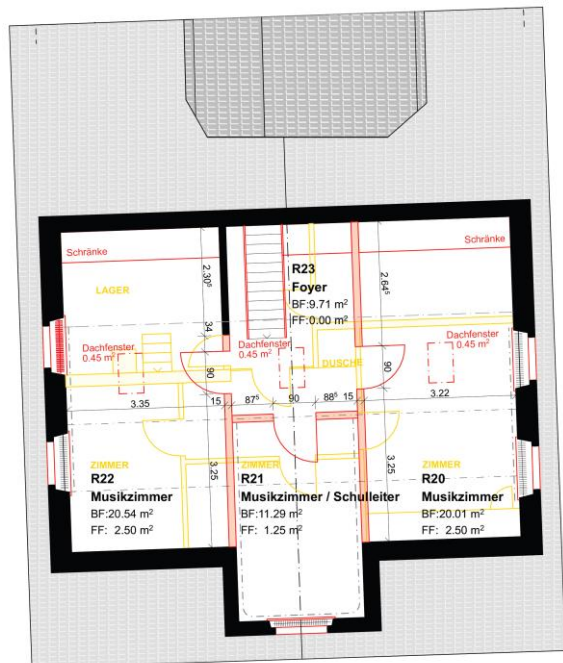 Schränke
Schränke
R23
Foyer
BF:9.71 m²
FF:0.00 m²
2.30⁵
2.64⁵
LAGER
34
Dachfenster
0.45 m²
Dachfenster
0.45 m²
Dachfenster
0.45 m²
DUSCHE
90
90
3.35
15
87⁵
90
88⁵
15
3.22
3.25
3.25
ZIMMER
R22
Musikzimmer
BF:20.54 m²
FF: 2.50 m²
ZIMMER
R21
Musikzimmer / Schulleiter
BF:11.29 m²
FF: 1.25 m²
ZIMMER
R20
Musikzimmer
BF:20.01 m²
FF: 2.50 m²